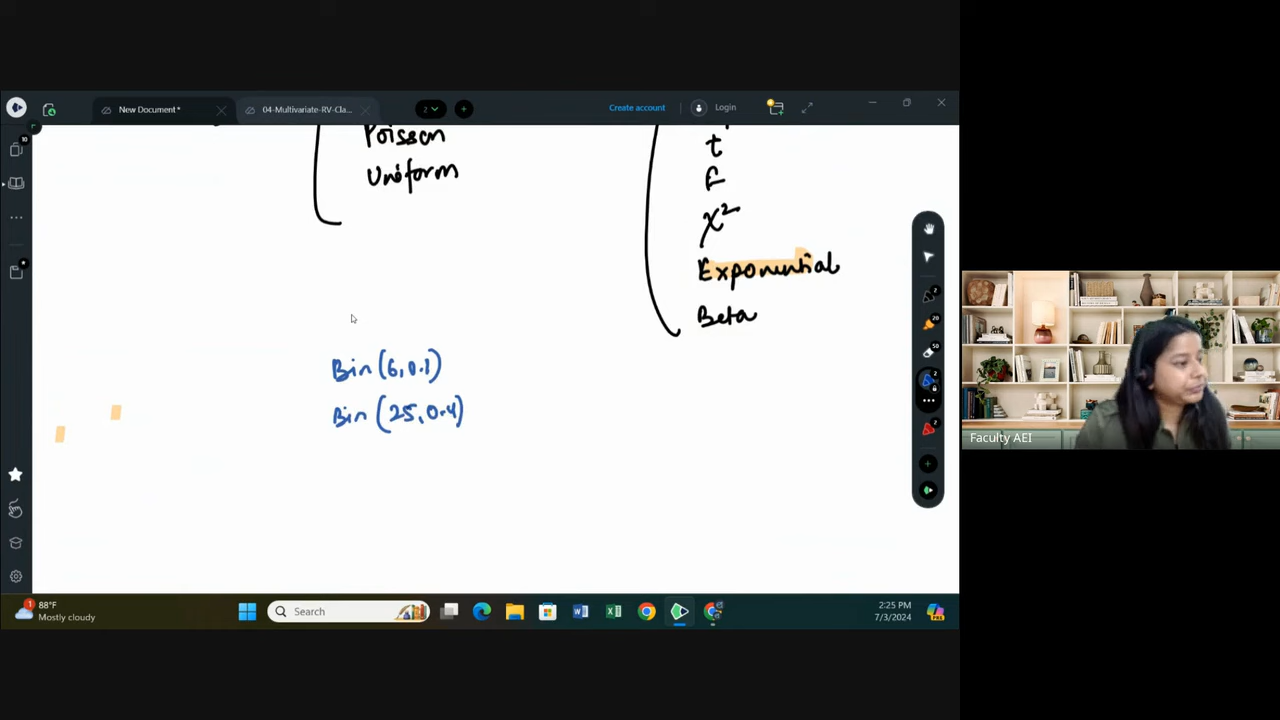 New Document*
04-Multivariate-RV-Cla...
2
Create account
Login
Poisson
Uniform
t
F
χ²
Exponential
Beta
Bin (6, 0.1)
Bin (25, 0.4)
Faculty AEI
88°F
Mostly cloudy
Search
2:25 PM
7/3/2024